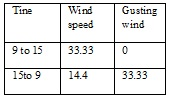 Tine Wind speed Gusting wind
9 to 15 33.33 0
15to 9 14.4 33.33